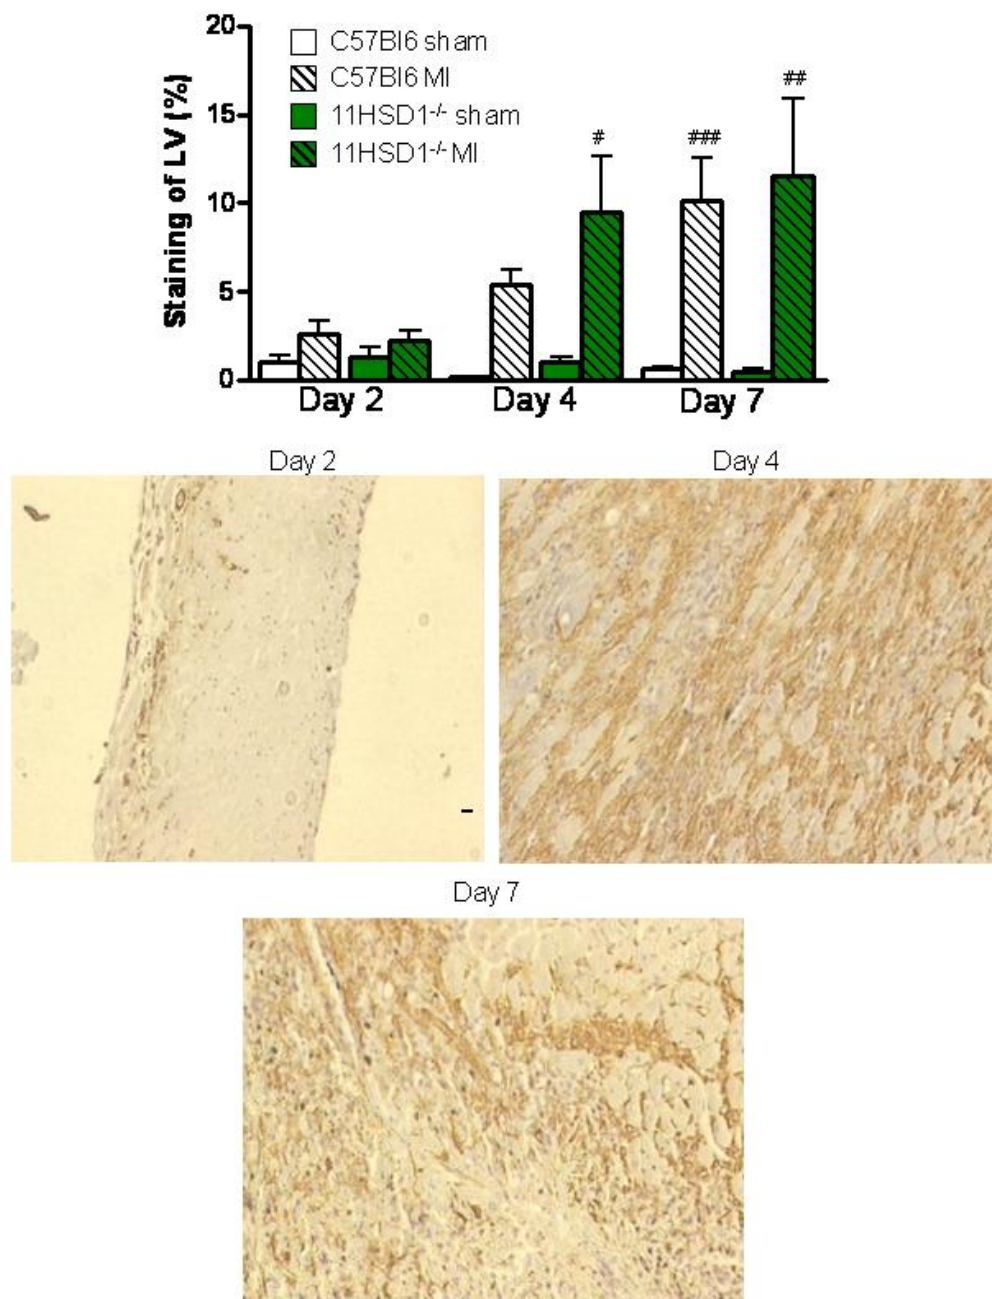 20
15
10
5
0
Staining of LV (%)
C57Bl6 sham
C57Bl6 MI
11HSD1-/- sham
11HSD1-/- MI
#
###
##
Day 2
Day 4
Day 7
Day 2
Day 4
Day 7